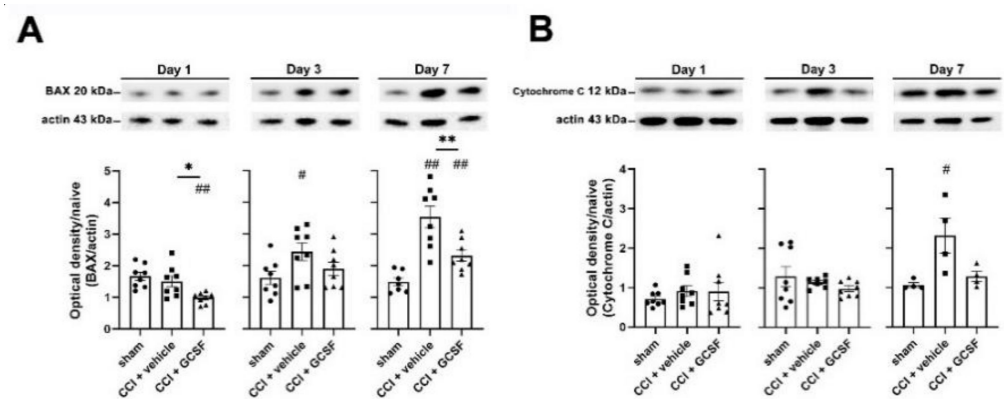 A
Day 1
Day 3
Day 7
BAX 20 kDa
actin 43 kDa
*
##
#
##
**
##
Optical density/naive
(BAX/actin)
5
4
3
2
1
0
sham
CCI + vehicle
CCI + GCSF
sham
CCI + vehicle
CCI + GCSF
sham
CCI + vehicle
CCI + GCSF
B
Day 1
Day 3
Day 7
Cytochrome C 12 kDa
actin 43 kDa
#
Optical density/naive
(Cytochrome C/actin)
4
3
2
1
0
sham
CCI + vehicle
CCI + GCSF
sham
CCI + vehicle
CCI + GCSF
sham
CCI + vehicle
CCI + GCSF